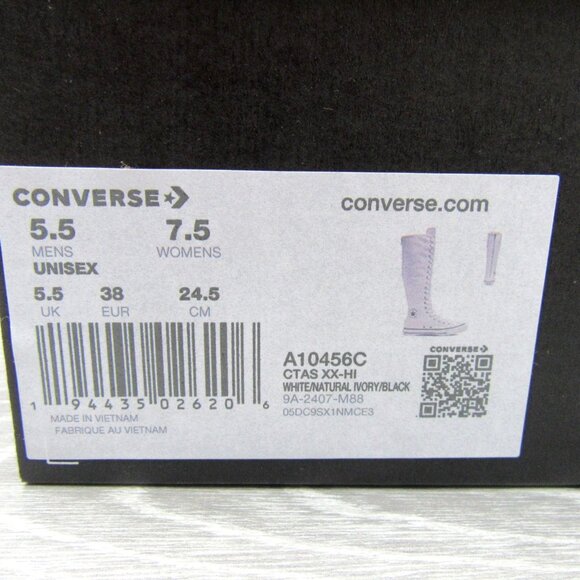 CONVERSE
converse.com
5.5 7.5
MENS WOMENS
UNISEX
5.5 38 24.5
UK EUR CM
CONVERSE
A10456C
CTAS XX-HI
WHITE/NATURAL IVORY/BLACK
9A-2407-M88
05DC9SX1NMCE3
1 94435 02620 6
MADE IN VIETNAM
FABRIQUE AU VIETNAM